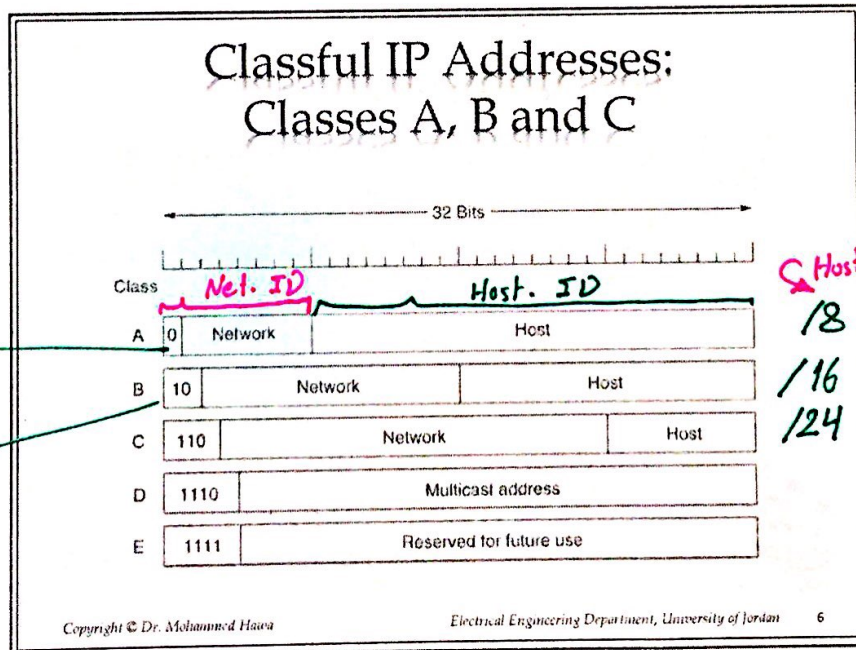 Classful IP Addresses:
Classes A, B and C
32 Bits
Class
Net. ID
Host. ID
A 0 Network Host /8
B 10 Network Host /16
C 110 Network Host /24
D 1110 Multicast address
E 1111 Reserved for future use
Copyright © Dr. Mohammed Hawa Electrical Engineering Department, University of Jordan 6